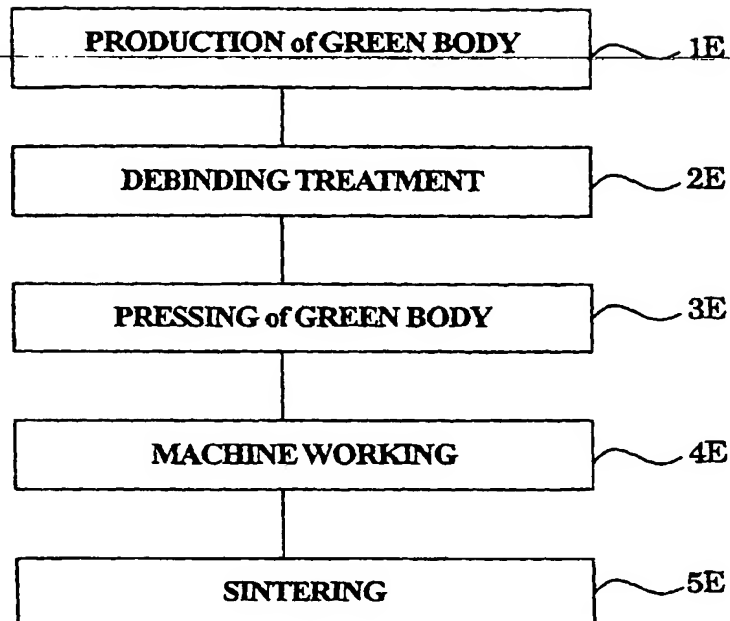 PRODUCTION of GREEN BODY 1E
DEBINDING TREATMENT 2E
PRESSING of GREEN BODY 3E
MACHINE WORKING 4E
SINTERING 5E